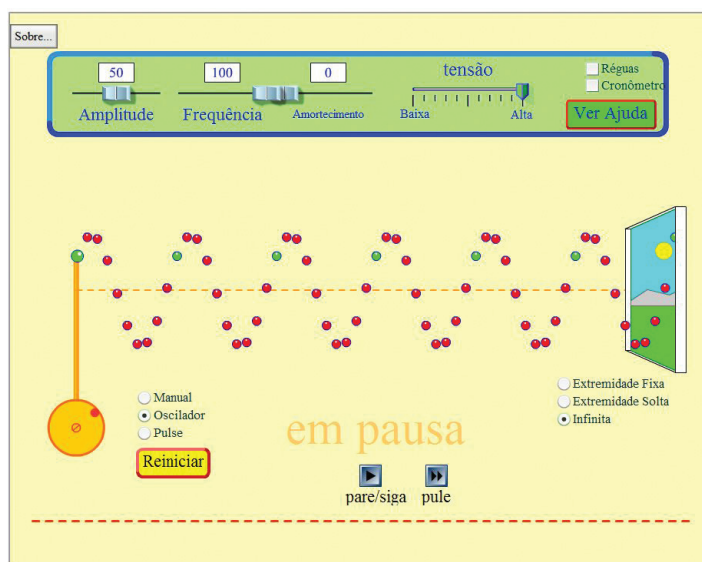 Sobre...
50
100
0
tensão
Réguas
Cronômetro
Amplitude
Frequência
Amortecimento
Baixa
Alta
Ver Ajuda
Manual
Oscilador
Pulse
Reiniciar
em pausa
pare/siga
pule
Extremidade Fixa
Extremidade Solta
Infinita